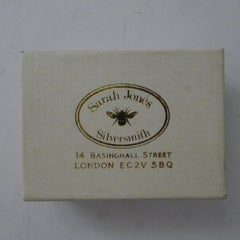 Sarah Jones
Silversmith
14 BASINGHALL STREET
LONDON EC2V 5BQ